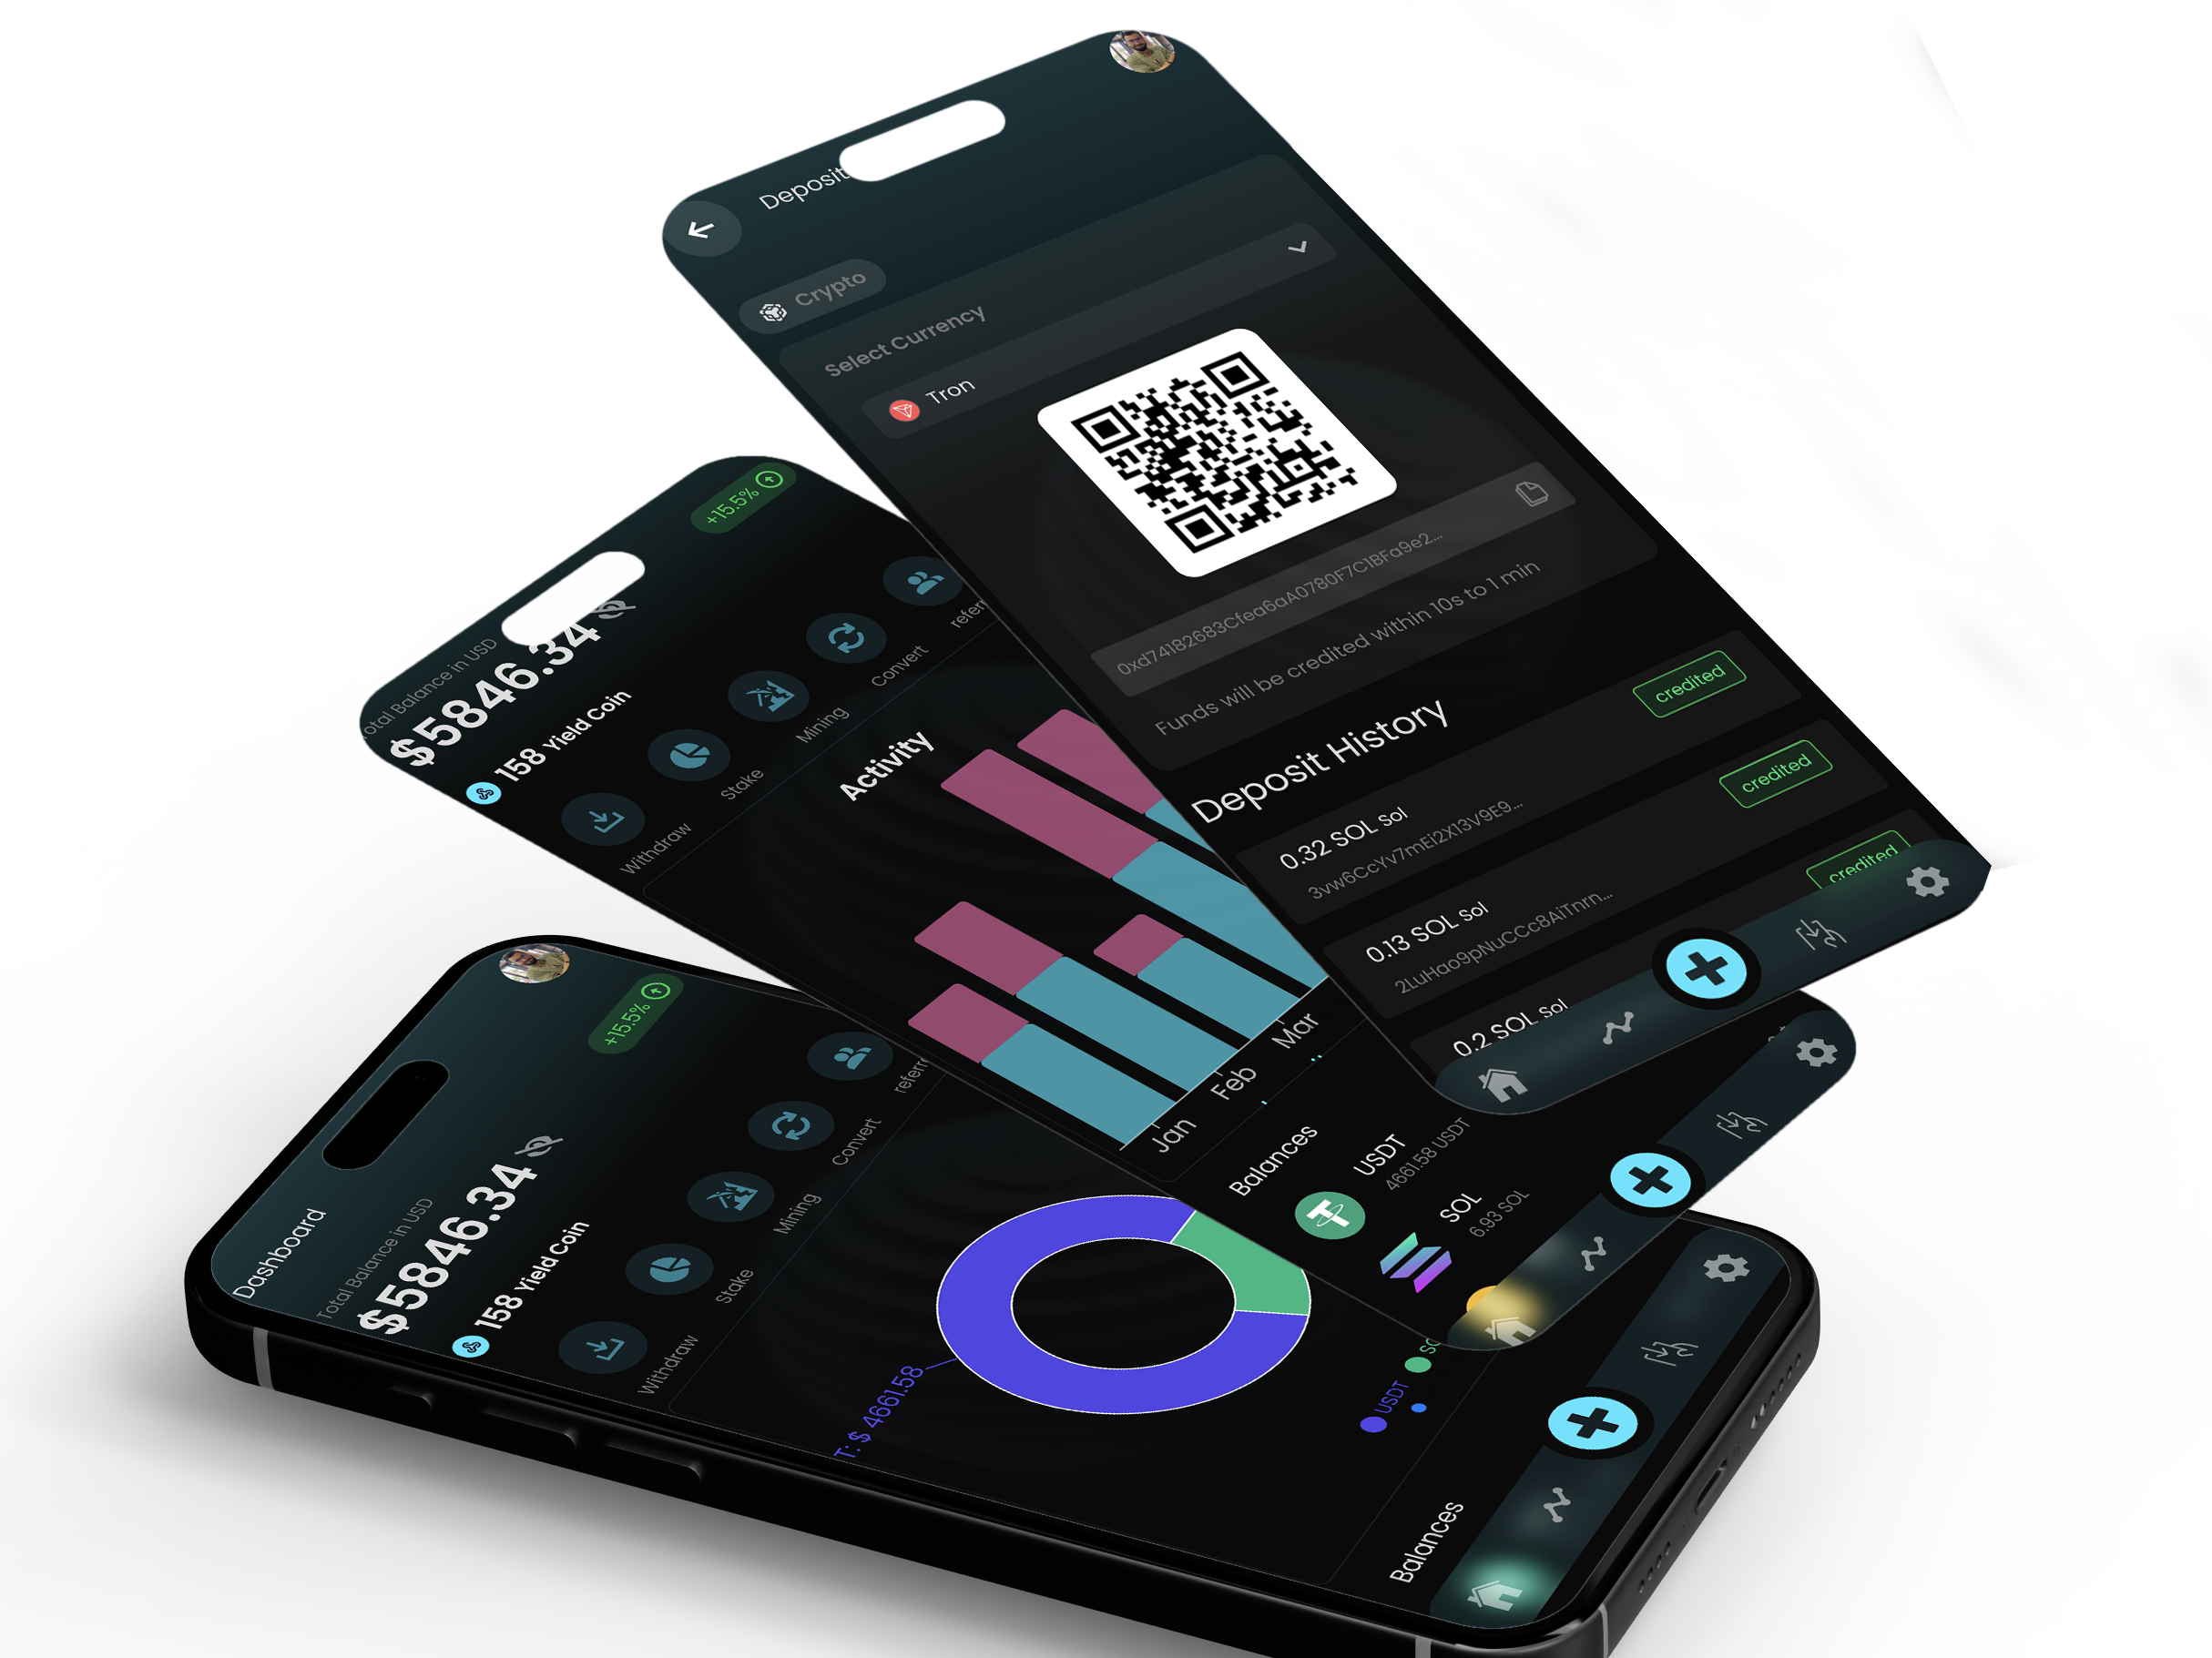 Deposit
Crypto
Select Currency
Tron
0xd74182683Cfea6aA0780F7C1BFa9e2...
Funds will be credited within 10s to 1 min
Deposit History
0.32 SOL sol
3vw6CcYv7mEi2X13v9E9...
credited
0.13 SOL sol
2LuHao9pNuCCc8AiTnrn...
credited
0.2 SOL sol
credited
+15.5%
otal Balance in USD
$5846.34
158 Yield Coin
Withdraw
Stake
Mining
Convert
referr
Activity
Jan
Feb
Mar
Balances
USDT
4661.58 USDT
SOL
6.93 SOL
Dashboard
+15.5%
Total Balance in USD
$5846.34
158 Yield Coin
Withdraw
Stake
Mining
Convert
referr
T: $ 4661.58
USDT
SO
Balances